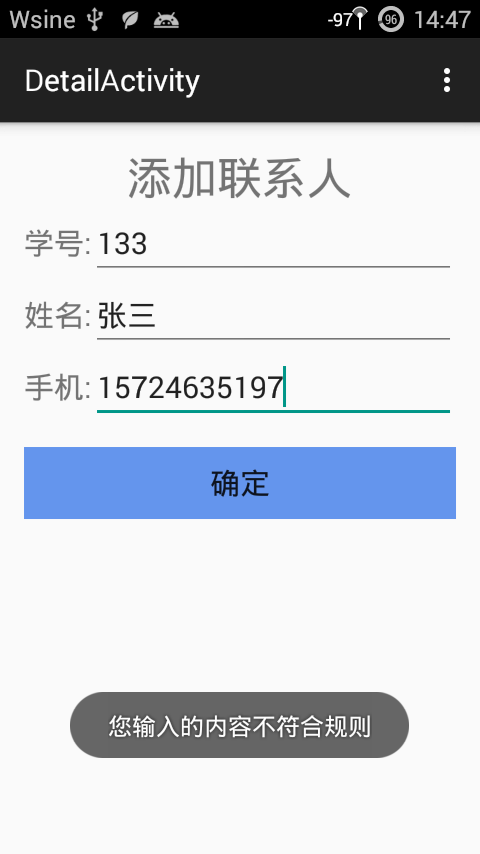 Wsine -97 96 14:47
DetailActivity
添加联系人
学号: 133
姓名: 张三
手机: 15724635197
确定
您输入的内容不符合规则